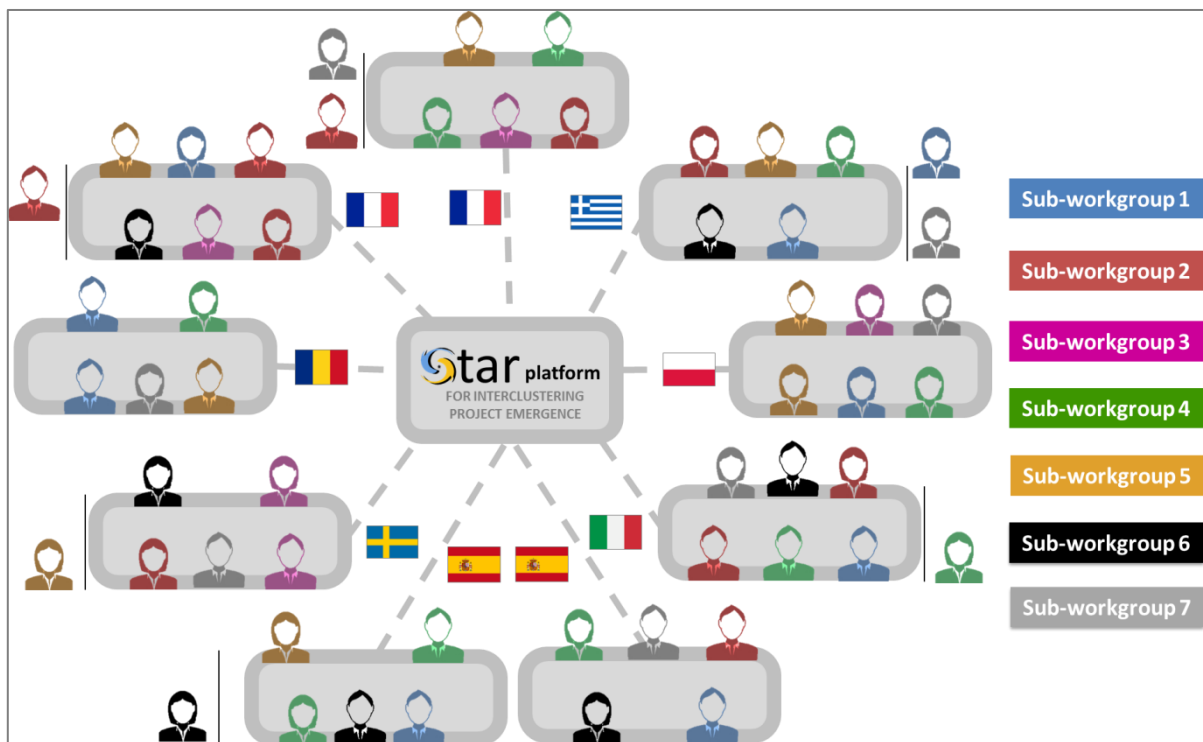 Star platform
FOR INTERCLUSTERING
PROJECT EMERGENCE
Sub-workgroup 1
Sub-workgroup 2
Sub-workgroup 3
Sub-workgroup 4
Sub-workgroup 5
Sub-workgroup 6
Sub-workgroup 7